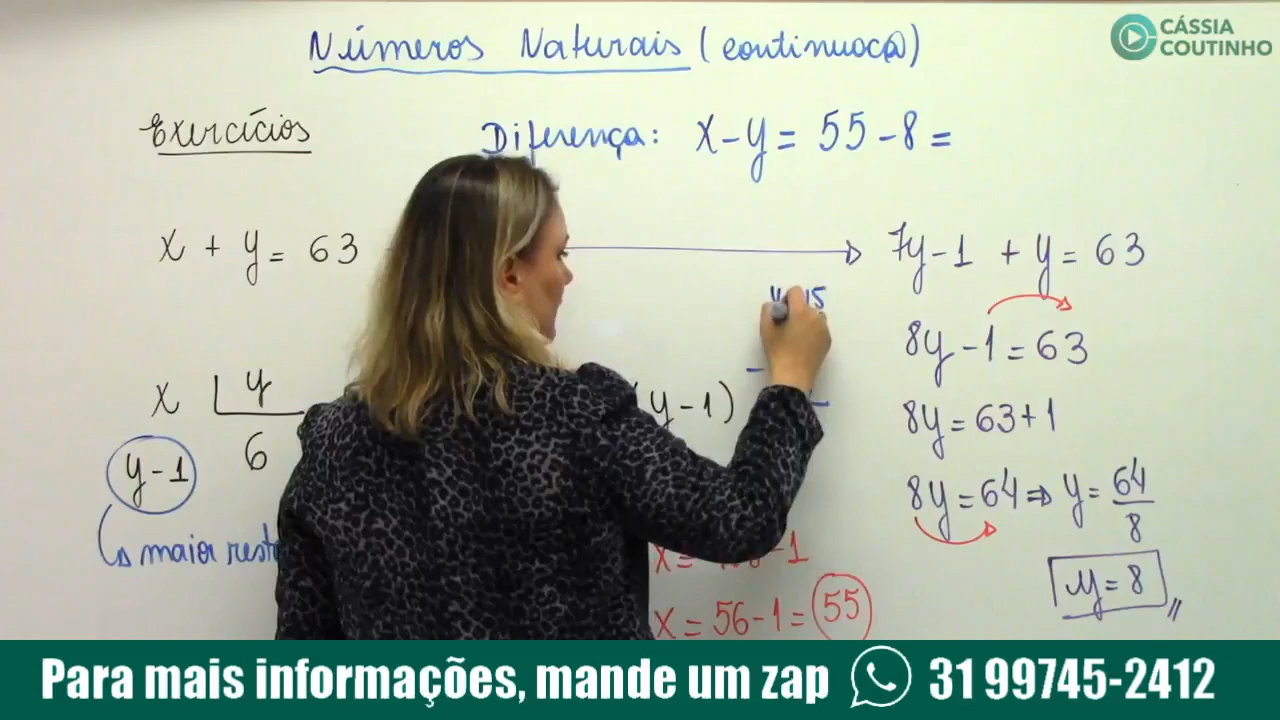 Números Naturais (continuocà)
CÁSSIA
COUTINHO
Exercícios
Diferença: x - y = 55 - 8 =
x + y = 63
7y - 1 + y = 63
8y - 1 = 63
x y
6
y - 1
y - 1)
8y = 63 + 1
8y = 64 ⇒ y = 64/8
maior
x =
- 1
x = 56 - 1 = 55
y = 8
Para mais informações, mande um zap 31 99745-2412